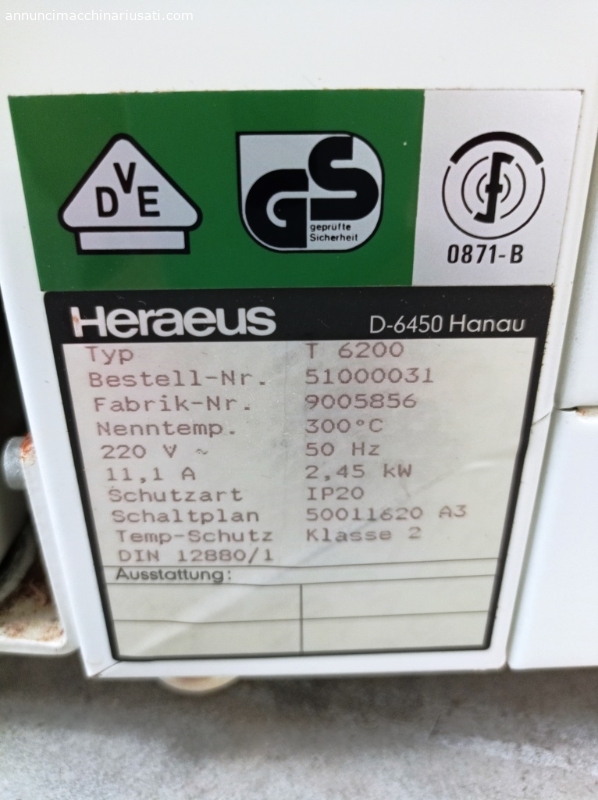 annuncimacchinariusati.com
VDE
GS
geprüfte
Sicherheit
0871-B
Heraeus D-6450 Hanau
Typ T 6200
Bestell-Nr. 51000031
Fabrik-Nr. 9005856
Nenntemp. 300°C
220 V ~ 50 Hz
11,1 A 2,45 kW
Schutzart IP20
Schaltplan 50011620 A3
Temp-Schutz Klasse 2
DIN 12880/1
Ausstattung: